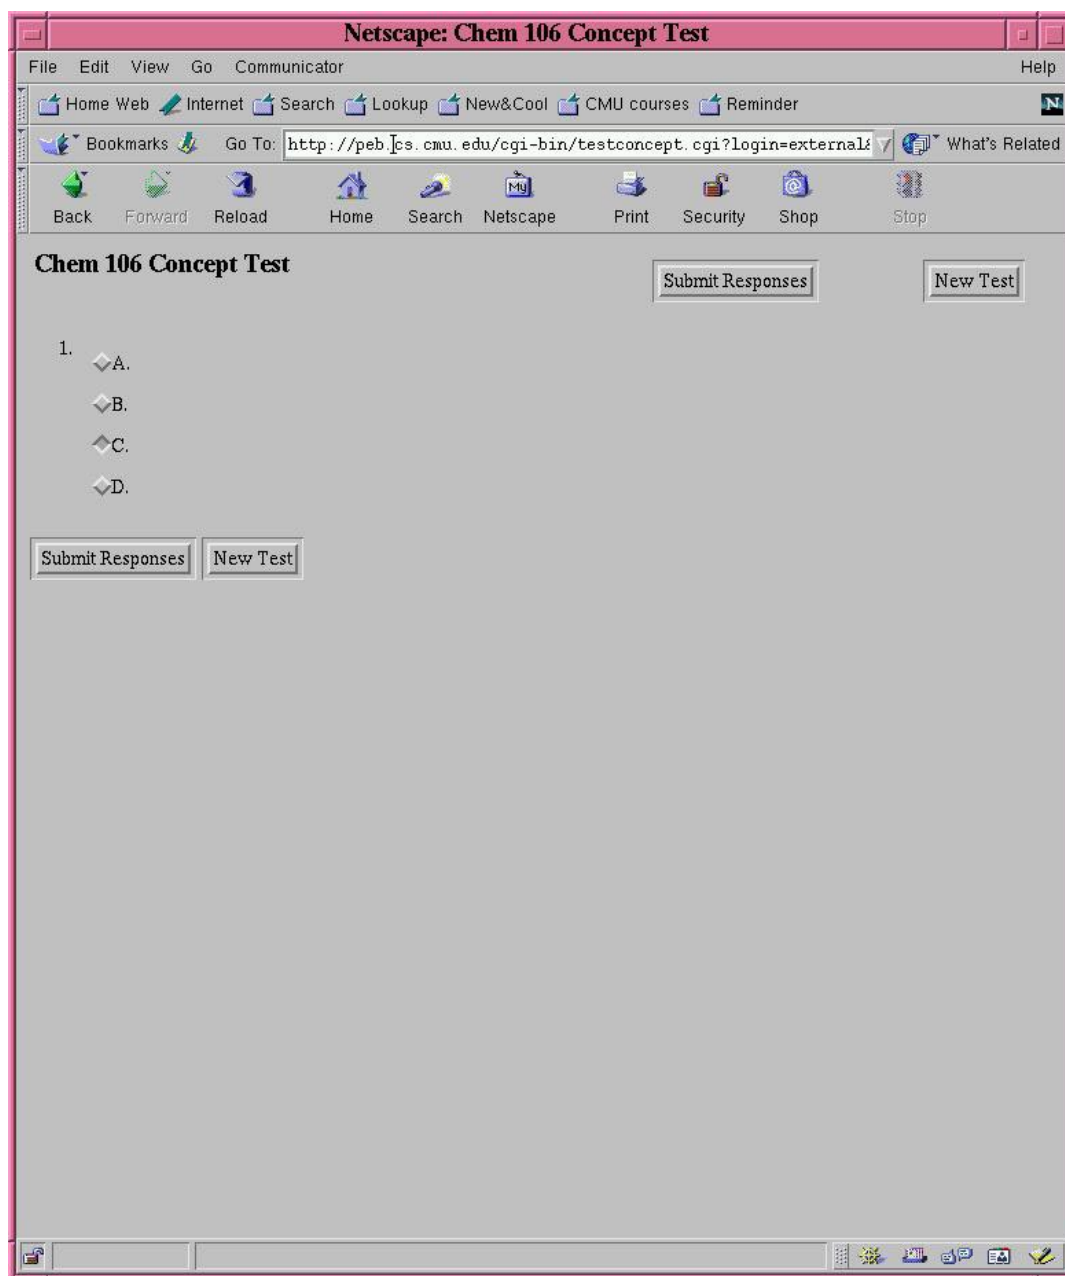 Netscape: Chem 106 Concept Test
File Edit View Go Communicator Help
Home Web Internet Search Lookup New&Cool CMU courses Reminder N
Bookmarks Go To: http://peb.cs.cmu.edu/cgi-bin/testconcept.cgi?login=external& What's Related
My
Back Forward Reload Home Search Netscape Print Security Shop Stop
Chem 106 Concept Test Submit Responses New Test
1. A.
B.
C.
D.
Submit Responses New Test